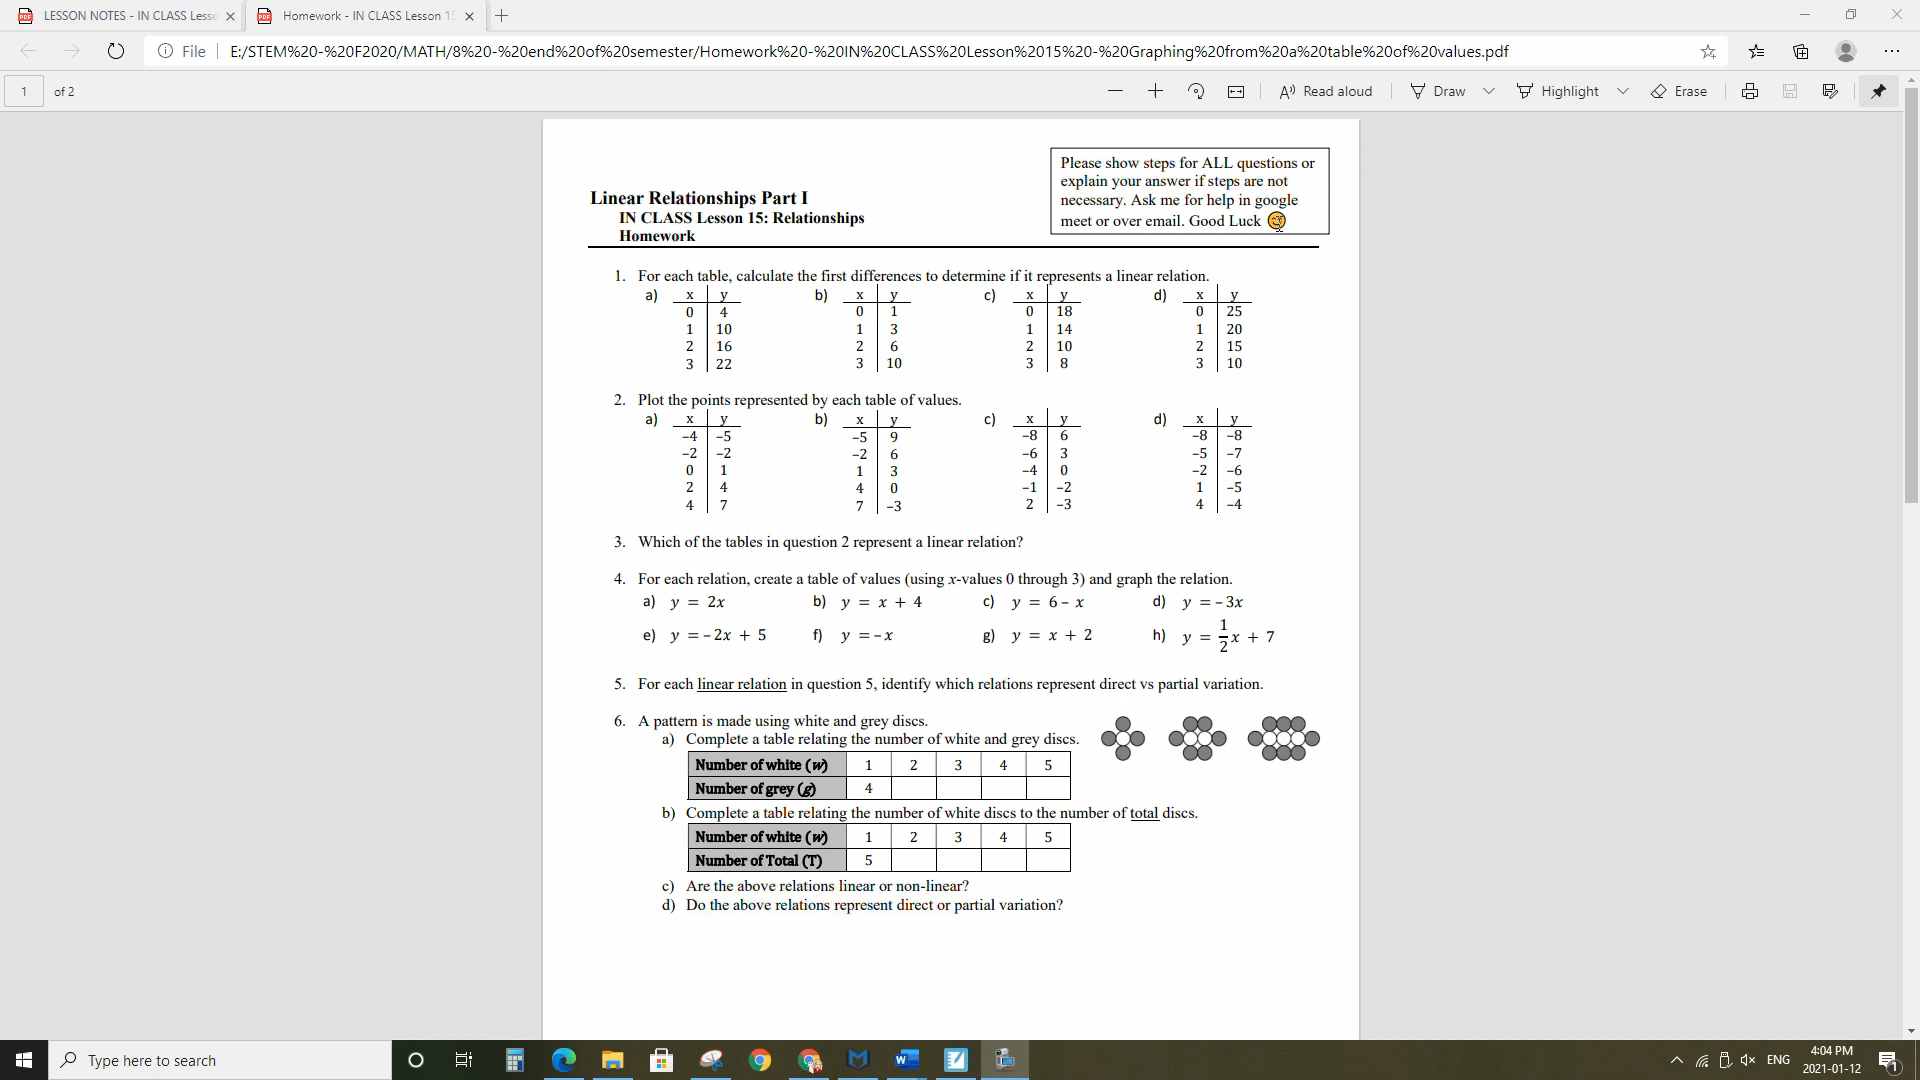 LESSON NOTES - IN CLASS Lesso
Homework - IN CLASS Lesson 15
File
E:/STEM%20-%20F2020/MATH/8%20-%20end%20of%20semester/Homework%20-%20IN%20CLASS%20Lesson%2015%20-%20Graphing%20from%20a%20table%20of%20values.pdf
1 of 2
Read aloud
Draw
Highlight
Erase
Please show steps for ALL questions or
explain your answer if steps are not
necessary. Ask me for help in google
meet or over email. Good Luck
Linear Relationships Part I
IN CLASS Lesson 15: Relationships
Homework
1. For each table, calculate the first differences to determine if it represents a linear relation.
a) x y b) x y c) x y d) x y
0 4 0 1 0 18 0 25
1 10 1 3 1 14 1 20
2 16 2 6 2 10 2 15
3 22 3 10 3 8 3 10
2. Plot the points represented by each table of values.
a) x y b) x y c) x y d) x y
−4 −5 −5 9 −8 6 −8 −8
−2 −2 −2 6 −6 3 −5 −7
0 1 1 3 −4 0 −2 −6
2 4 4 0 −1 −2 1 −5
4 7 7 −3 2 −3 4 −4
3. Which of the tables in question 2 represent a linear relation?
4. For each relation, create a table of values (using x-values 0 through 3) and graph the relation.
a) y = 2x b) y = x + 4 c) y = 6 − x d) y = −3x
e) y = −2x + 5 f) y = −x g) y = x + 2 h) y = 1/2 x + 7
5. For each linear relation in question 5, identify which relations represent direct vs partial variation.
6. A pattern is made using white and grey discs.
a) Complete a table relating the number of white and grey discs.
Number of white (w) 1 2 3 4 5
Number of grey (g) 4
b) Complete a table relating the number of white discs to the number of total discs.
Number of white (w) 1 2 3 4 5
Number of Total (T) 5
c) Are the above relations linear or non-linear?
d) Do the above relations represent direct or partial variation?
Type here to search
ENG
4:04 PM
2021-01-12
1